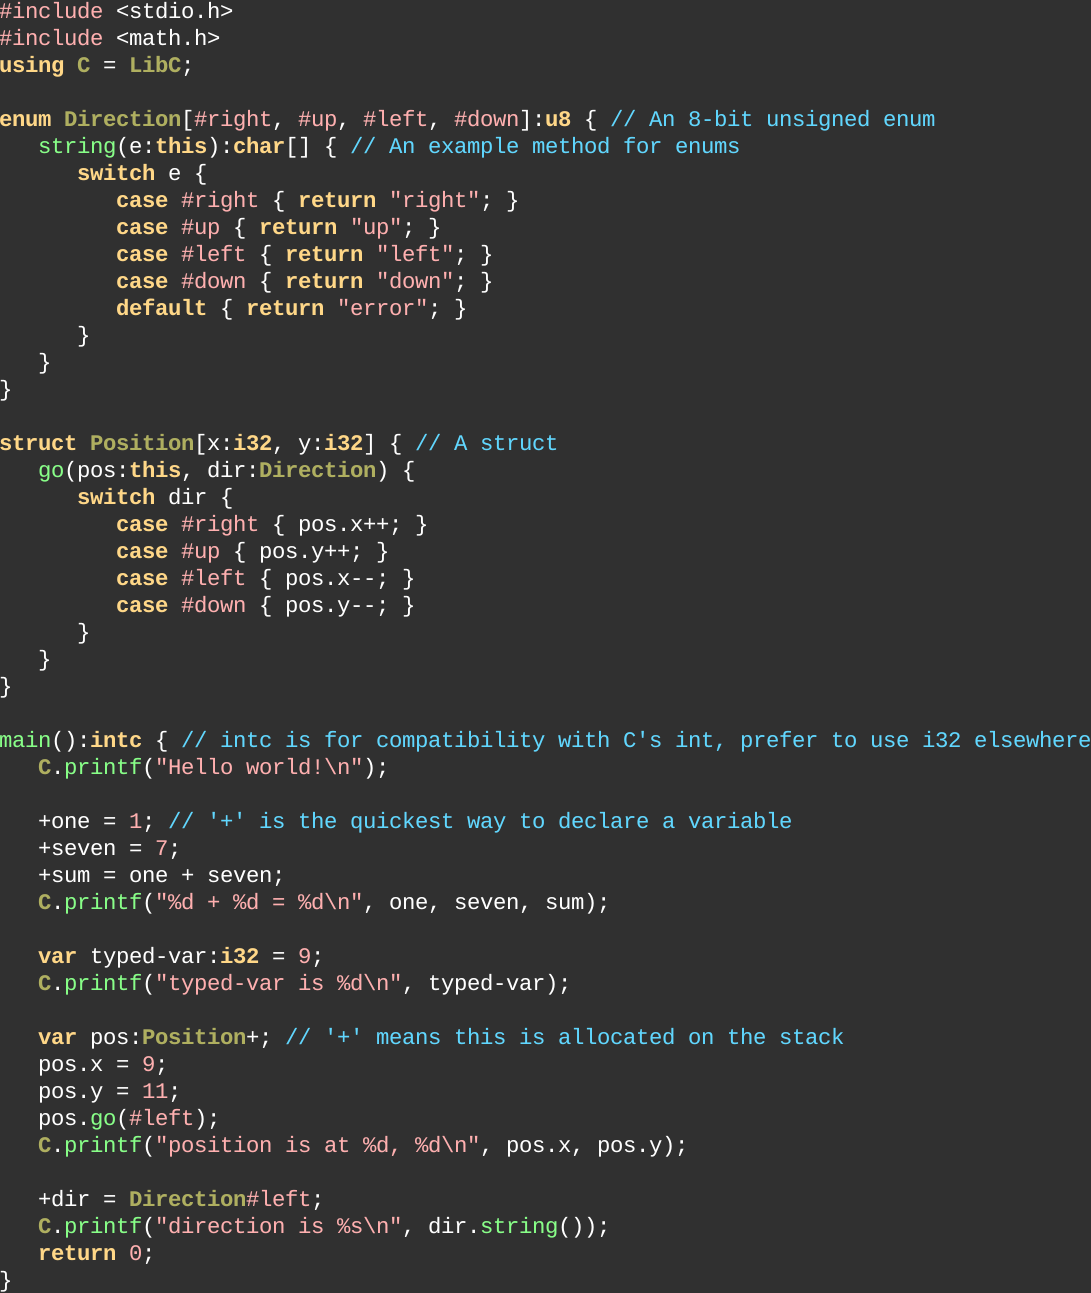 #include <stdio.h>
#include <math.h>
using C = LibC;

enum Direction[#right, #up, #left, #down]:u8 { // An 8-bit unsigned enum
   string(e:this):char[] { // An example method for enums
      switch e {
         case #right { return "right"; }
         case #up { return "up"; }
         case #left { return "left"; }
         case #down { return "down"; }
         default { return "error"; }
      }
   }
}

struct Position[x:i32, y:i32] { // A struct
   go(pos:this, dir:Direction) {
      switch dir {
         case #right { pos.x++; }
         case #up { pos.y++; }
         case #left { pos.x--; }
         case #down { pos.y--; }
      }
   }
}

main():intc { // intc is for compatibility with C's int, prefer to use i32 elsewhere
   C.printf("Hello world!\n");

   +one = 1; // '+' is the quickest way to declare a variable
   +seven = 7;
   +sum = one + seven;
   C.printf("%d + %d = %d\n", one, seven, sum);

   var typed-var:i32 = 9;
   C.printf("typed-var is %d\n", typed-var);

   var pos:Position+; // '+' means this is allocated on the stack
   pos.x = 9;
   pos.y = 11;
   pos.go(#left);
   C.printf("position is at %d, %d\n", pos.x, pos.y);

   +dir = Direction#left;
   C.printf("direction is %s\n", dir.string());
   return 0;
}